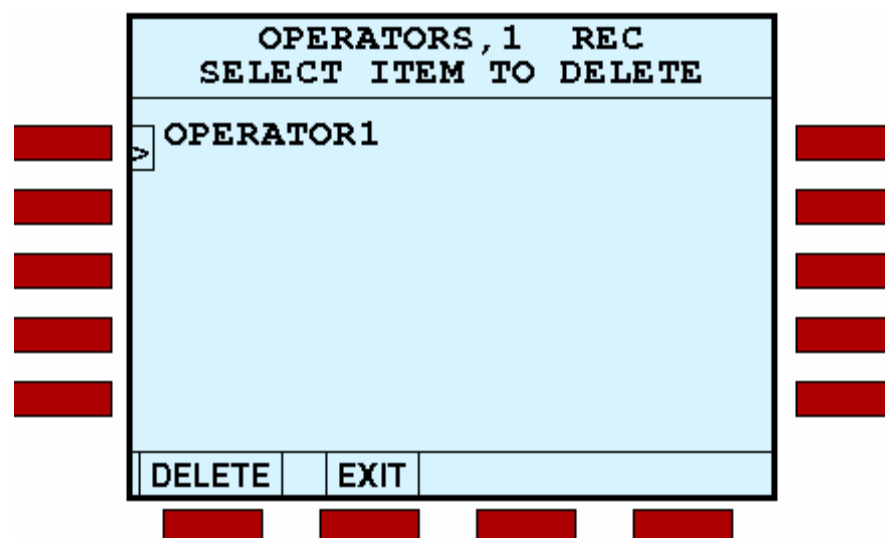 OPERATORS,1 REC
SELECT ITEM TO DELETE
> OPERATOR1
DELETE EXIT